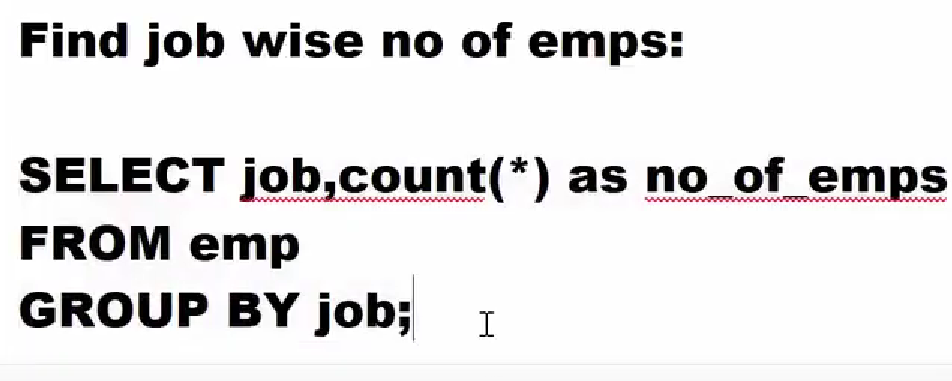 Find job wise no of emps:
SELECT job,count(*) as no_of_emps
FROM emp
GROUP BY job;